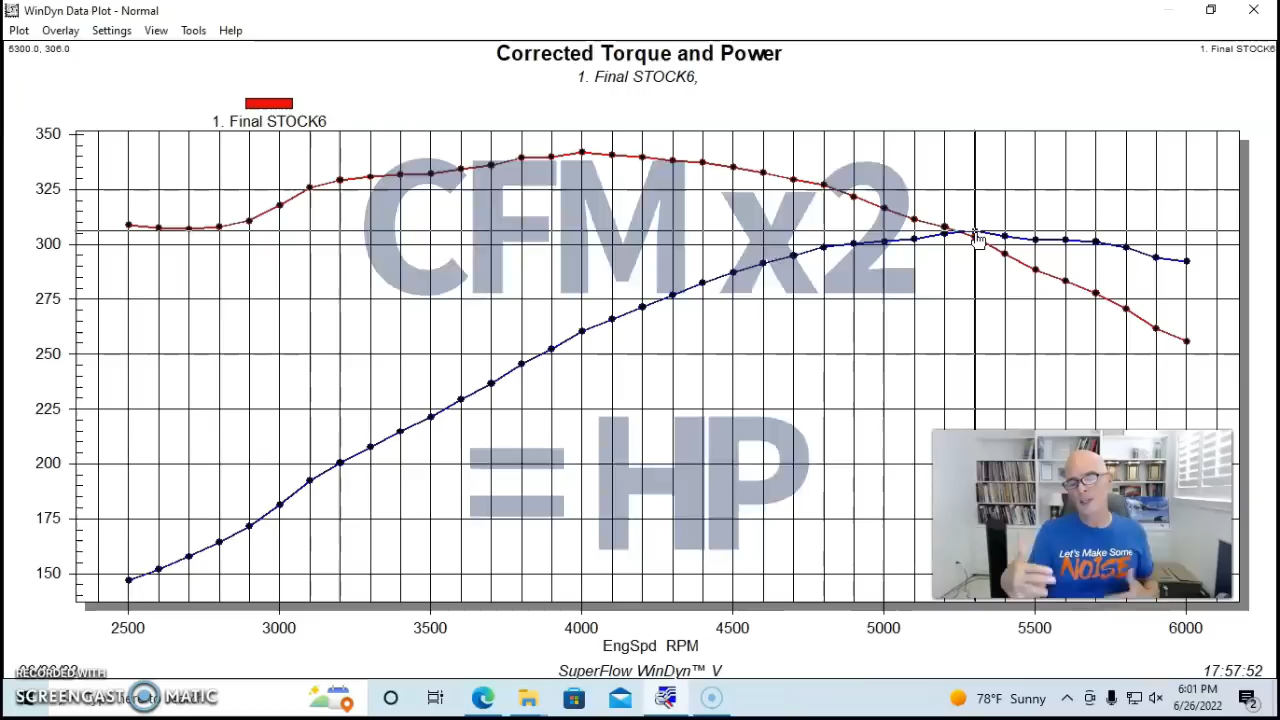 WinDyn Data Plot - Normal
Plot Overlay Settings View Tools Help
5300.0, 306.0
1. Final STOCK6
Corrected Torque and Power
1. Final STOCK6,
1. Final STOCK6
350
325
300
275
250
225
200
175
150
CFM x2
= HP
Let's Make Some
NOISE
2500 3000 3500 4000 4500 5000 5500 6000
EngSpd RPM
SuperFlow WinDyn™ V
17:57:52
RECORDED WITH
SCREENCAST MATIC
78°F Sunny
6:01 PM
6/26/2022
2